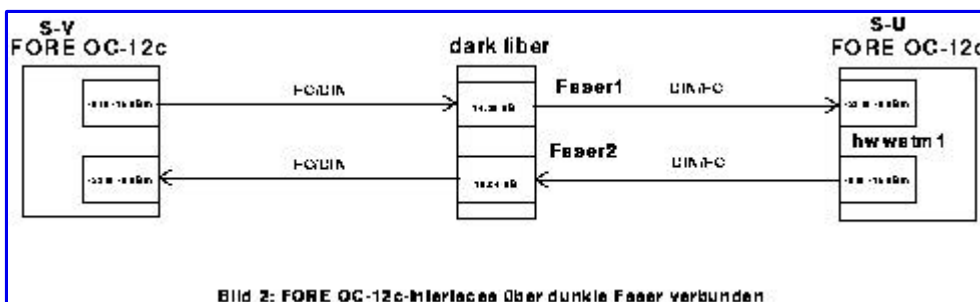 S-V
FORE OC-12c
dark fiber
S-U
FORE OC-12c
FC/DIN
Faser1
DIN/FC
FC/DIN
Faser2
DIN/FC
hwwatm1
Bild 2: FORE OC-12c-Interfaces über dunkle Faser verbunden